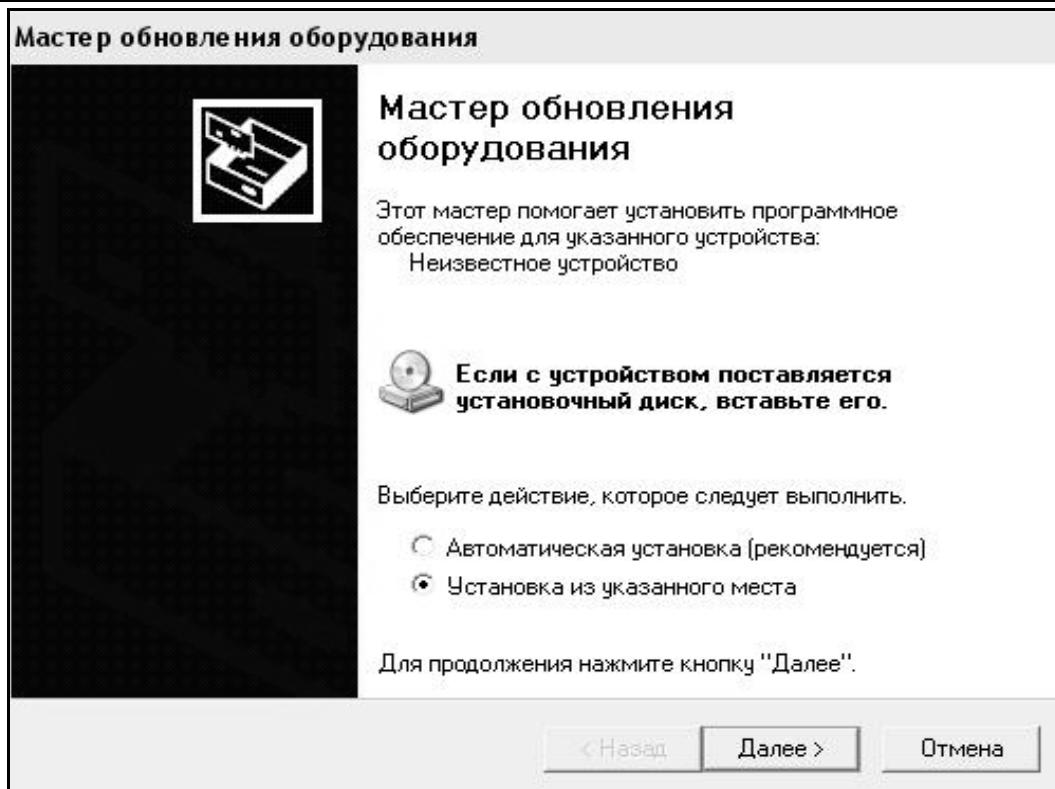 Мастер обновления оборудования
Мастер обновления
оборудования
Этот мастер помогает установить программное
обеспечение для указанного устройства:
Неизвестное устройство
Если с устройством поставляется
установочный диск, вставьте его.
Выберите действие, которое следует выполнить.
Автоматическая установка (рекомендуется)
Установка из указанного места
Для продолжения нажмите кнопку "Далее".
< Назад Далее > Отмена